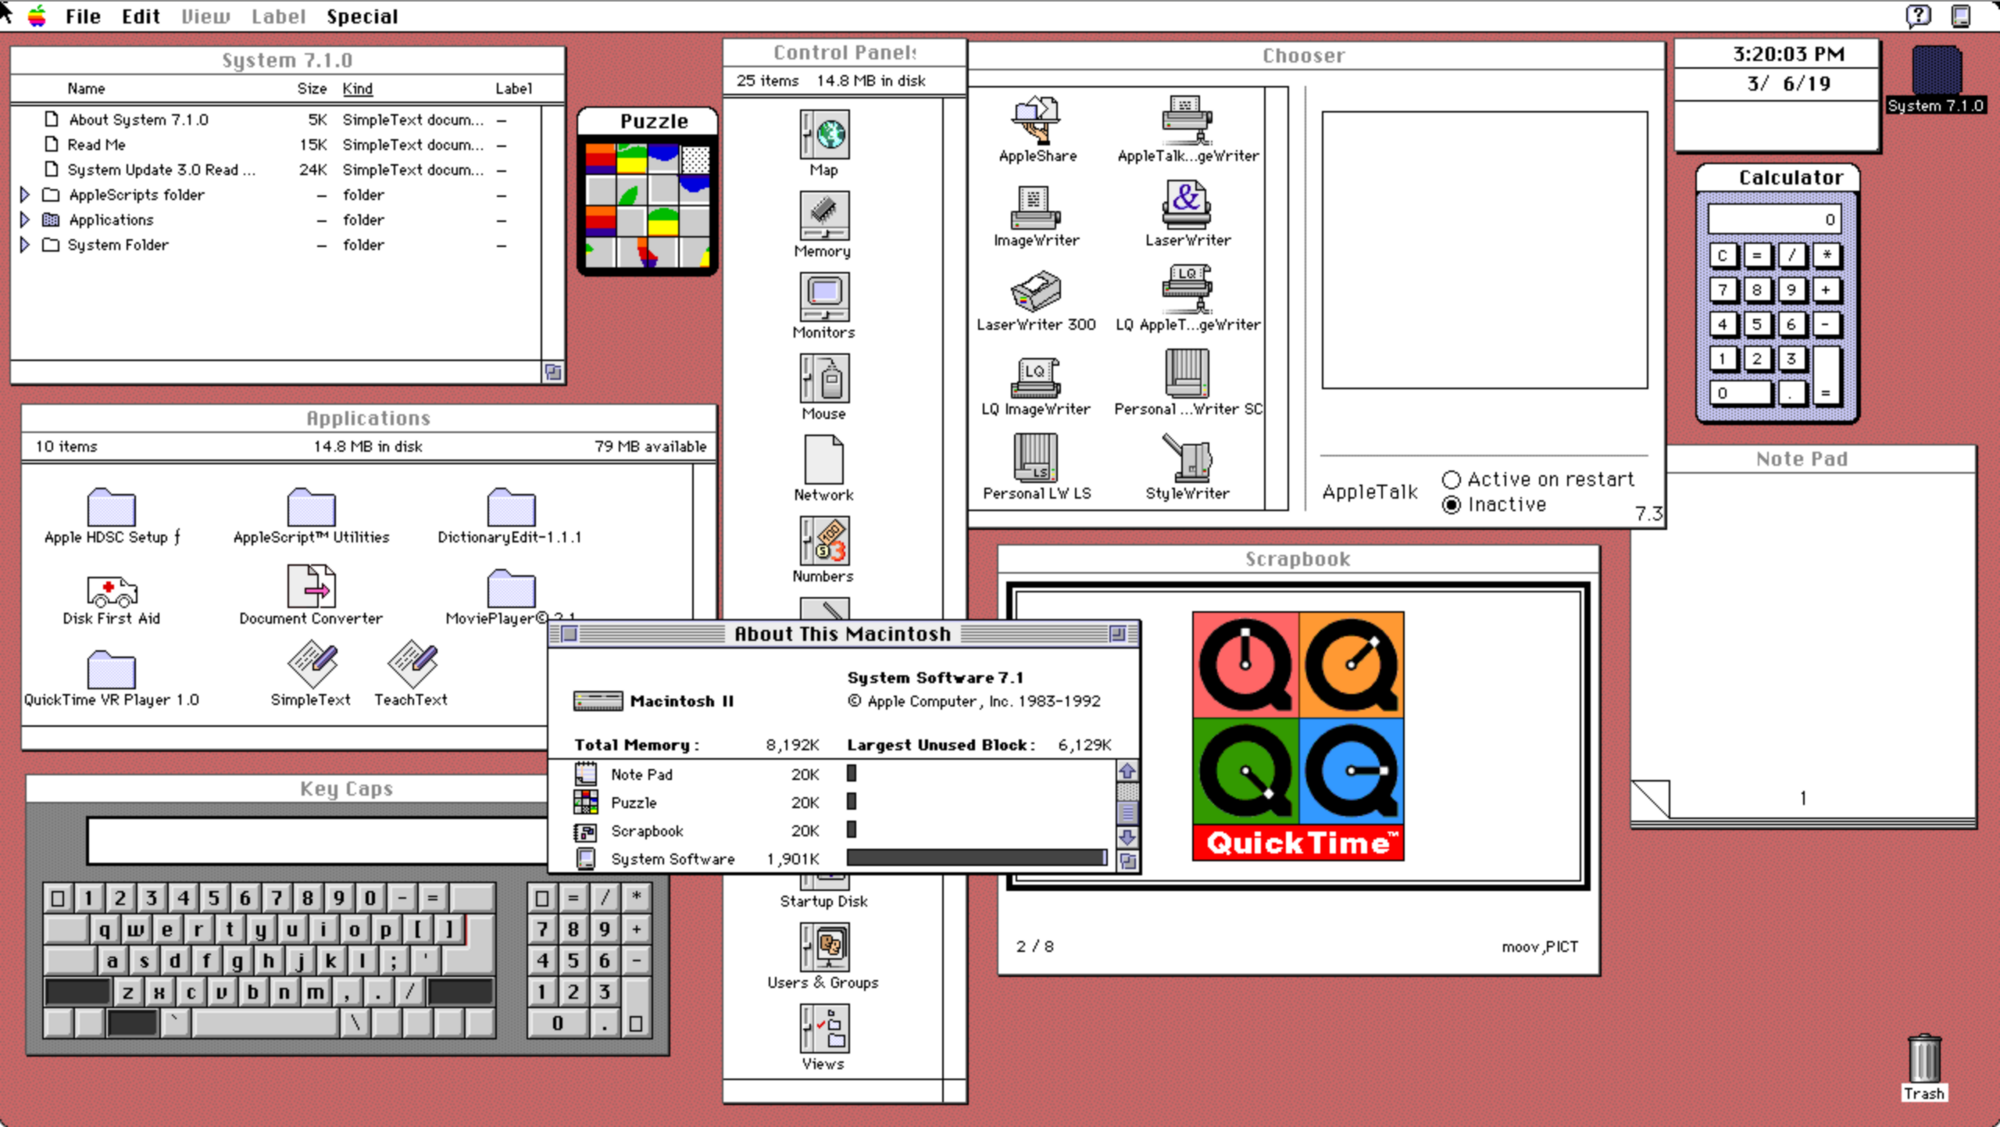 File Edit View Label Special
System 7.1.0
Name Size Kind Label
About System 7.1.0 5K SimpleText docum... –
Read Me 15K SimpleText docum... –
System Update 3.0 Read ... 24K SimpleText docum... –
AppleScripts folder – folder –
Applications – folder –
System Folder – folder –
Puzzle
Control Panels
25 items 14.8 MB in disk
Map
Memory
Monitors
Mouse
Network
Numbers
Startup Disk
Users & Groups
Views
Chooser
AppleShare
AppleTalk...geWriter
ImageWriter
&
LaserWriter
LaserWriter 300
LQ
LQ AppleT...geWriter
LQ
LQ ImageWriter
Personal ...Writer SC
LS
Personal LW LS
StyleWriter
AppleTalk
Active on restart
Inactive
7.3
3:20:03 PM
3/ 6/19
System 7.1.0
Calculator
0
C = / *
7 8 9 +
4 5 6 -
1 2 3
0 . =
Applications
10 items 14.8 MB in disk 79 MB available
Apple HDSC Setup ƒ
AppleScript™ Utilities
DictionaryEdit-1.1.1
Disk First Aid
Document Converter
MoviePlayer© 2.1
QuickTime VR Player 1.0
SimpleText
TeachText
About This Macintosh
Macintosh II
System Software 7.1
© Apple Computer, Inc. 1983-1992
Total Memory : 8,192K Largest Unused Block: 6,129K
Note Pad 20K
Puzzle 20K
Scrapbook 20K
System Software 1,901K
Scrapbook
QuickTime™
2 / 8 moov,PICT
Note Pad
1
Key Caps
1 2 3 4 5 6 7 8 9 0 - =
q w e r t y u i o p [ ]
a s d f g h j k l ; '
z x c v b n m , . /
` \
= / *
7 8 9 +
4 5 6 -
1 2 3
0 .
Trash